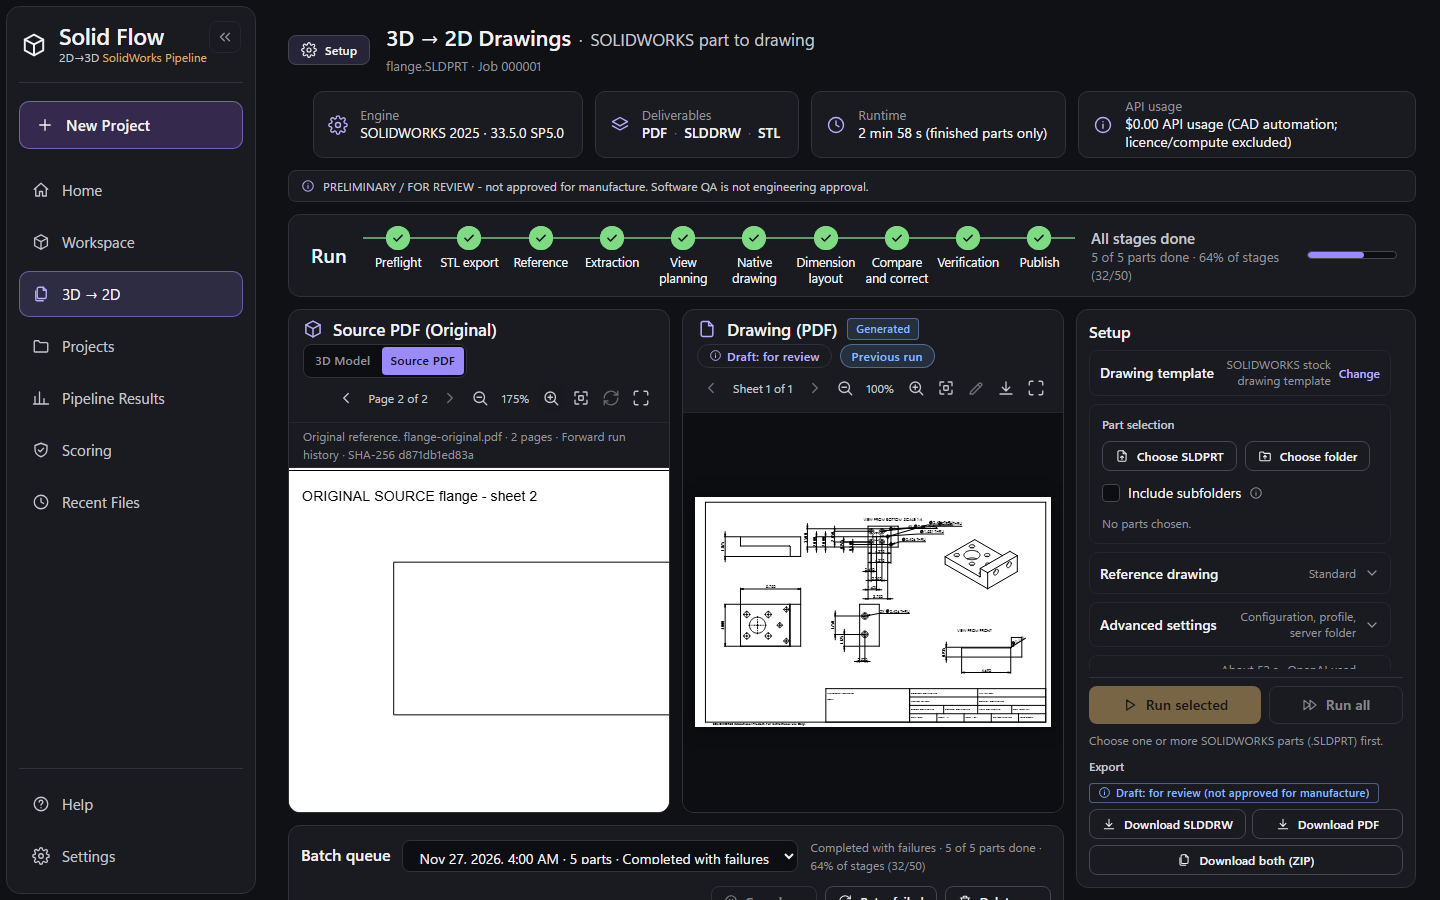 Solid Flow
2D→3D SolidWorks Pipeline
New Project
Home
Workspace
3D → 2D
Projects
Pipeline Results
Scoring
Recent Files
Help
Settings
Setup
3D → 2D Drawings · SOLIDWORKS part to drawing
flange.SLDPRT · Job 000001
Engine
SOLIDWORKS 2025 · 33.5.0 SP5.0
Deliverables
PDF · SLDDRW · STL
Runtime
2 min 58 s (finished parts only)
API usage
$0.00 API usage (CAD automation;
licence/compute excluded)
PRELIMINARY / FOR REVIEW - not approved for manufacture. Software QA is not engineering approval.
Run
Preflight
STL export
Reference
Extraction
View
planning
Native
drawing
Dimension
layout
Compare
and correct
Verification
Publish
All stages done
5 of 5 parts done · 64% of stages
(32/50)
Source PDF (Original)
3D Model
Source PDF
Page 2 of 2
175%
Original reference. flange-original.pdf · 2 pages · Forward run
history · SHA-256 d871db1ed83a
ORIGINAL SOURCE flange - sheet 2
Drawing (PDF)
Generated
Draft: for review
Previous run
Sheet 1 of 1
100%
Setup
Drawing template
SOLIDWORKS stock
drawing template
Change
Part selection
Choose SLDPRT
Choose folder
Include subfolders
No parts chosen.
Reference drawing
Standard
Advanced settings
Configuration, profile,
server folder
Run selected
Run all
Choose one or more SOLIDWORKS parts (.SLDPRT) first.
Export
Draft: for review (not approved for manufacture)
Download SLDDRW
Download PDF
Download both (ZIP)
Batch queue
Nov 27, 2026, 4:00 AM · 5 parts · Completed with failures
Completed with failures · 5 of 5 parts done ·
64% of stages (32/50)